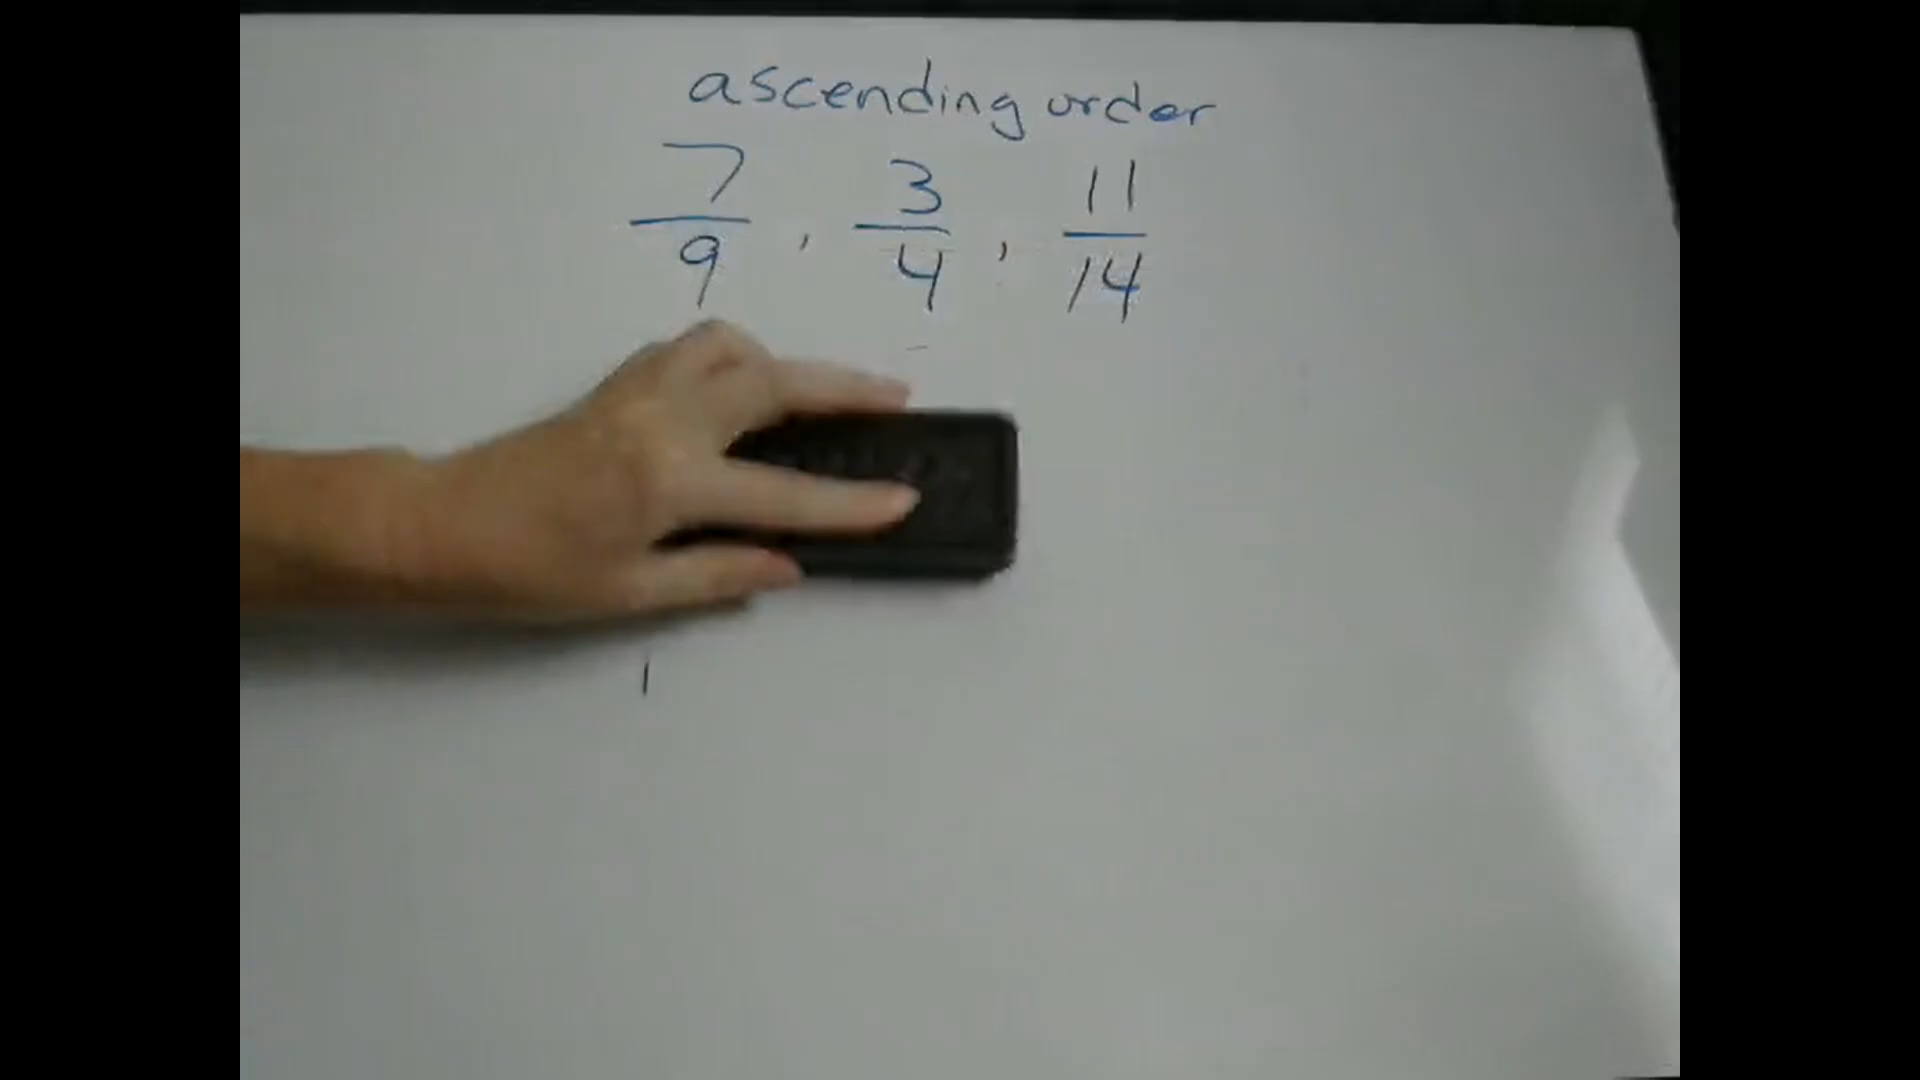 ascending order
7/9 , 3/4 , 11/14